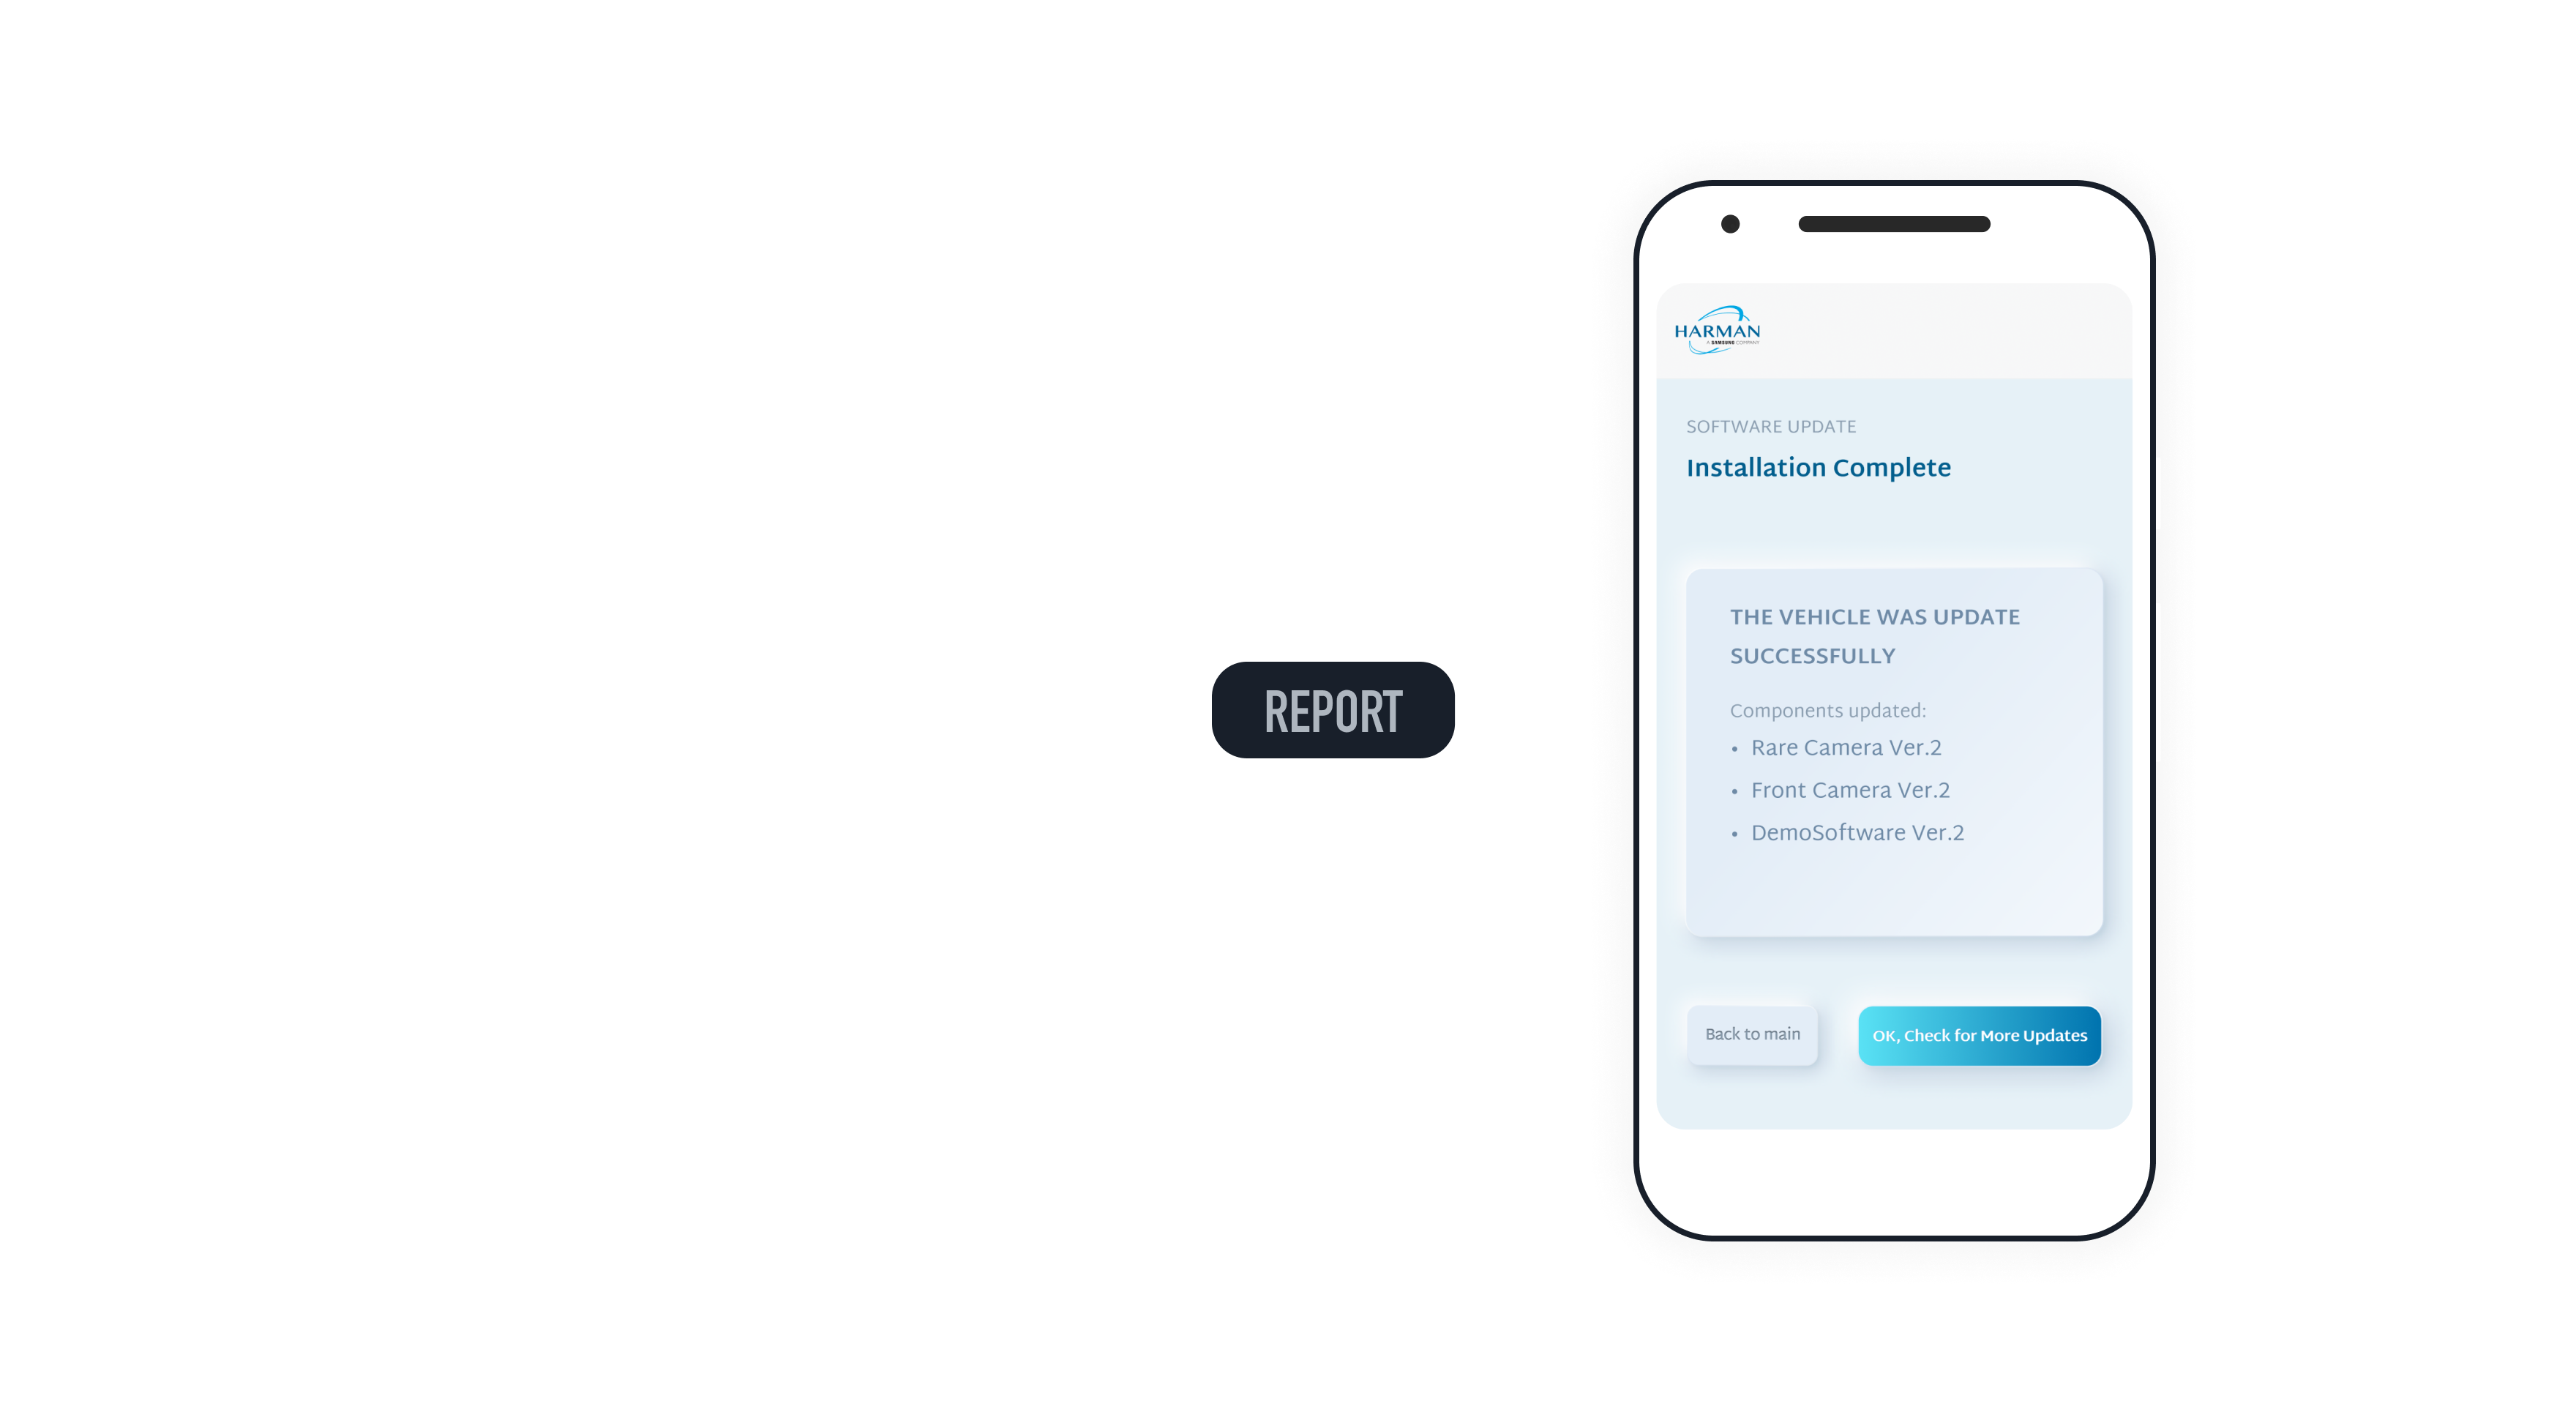 REPORT
HARMAN
A SAMSUNG COMPANY
SOFTWARE UPDATE
Installation Complete
THE VEHICLE WAS UPDATE
SUCCESSFULLY
Components updated:
• Rare Camera Ver.2
• Front Camera Ver.2
• DemoSoftware Ver.2
Back to main
OK, Check for More Updates